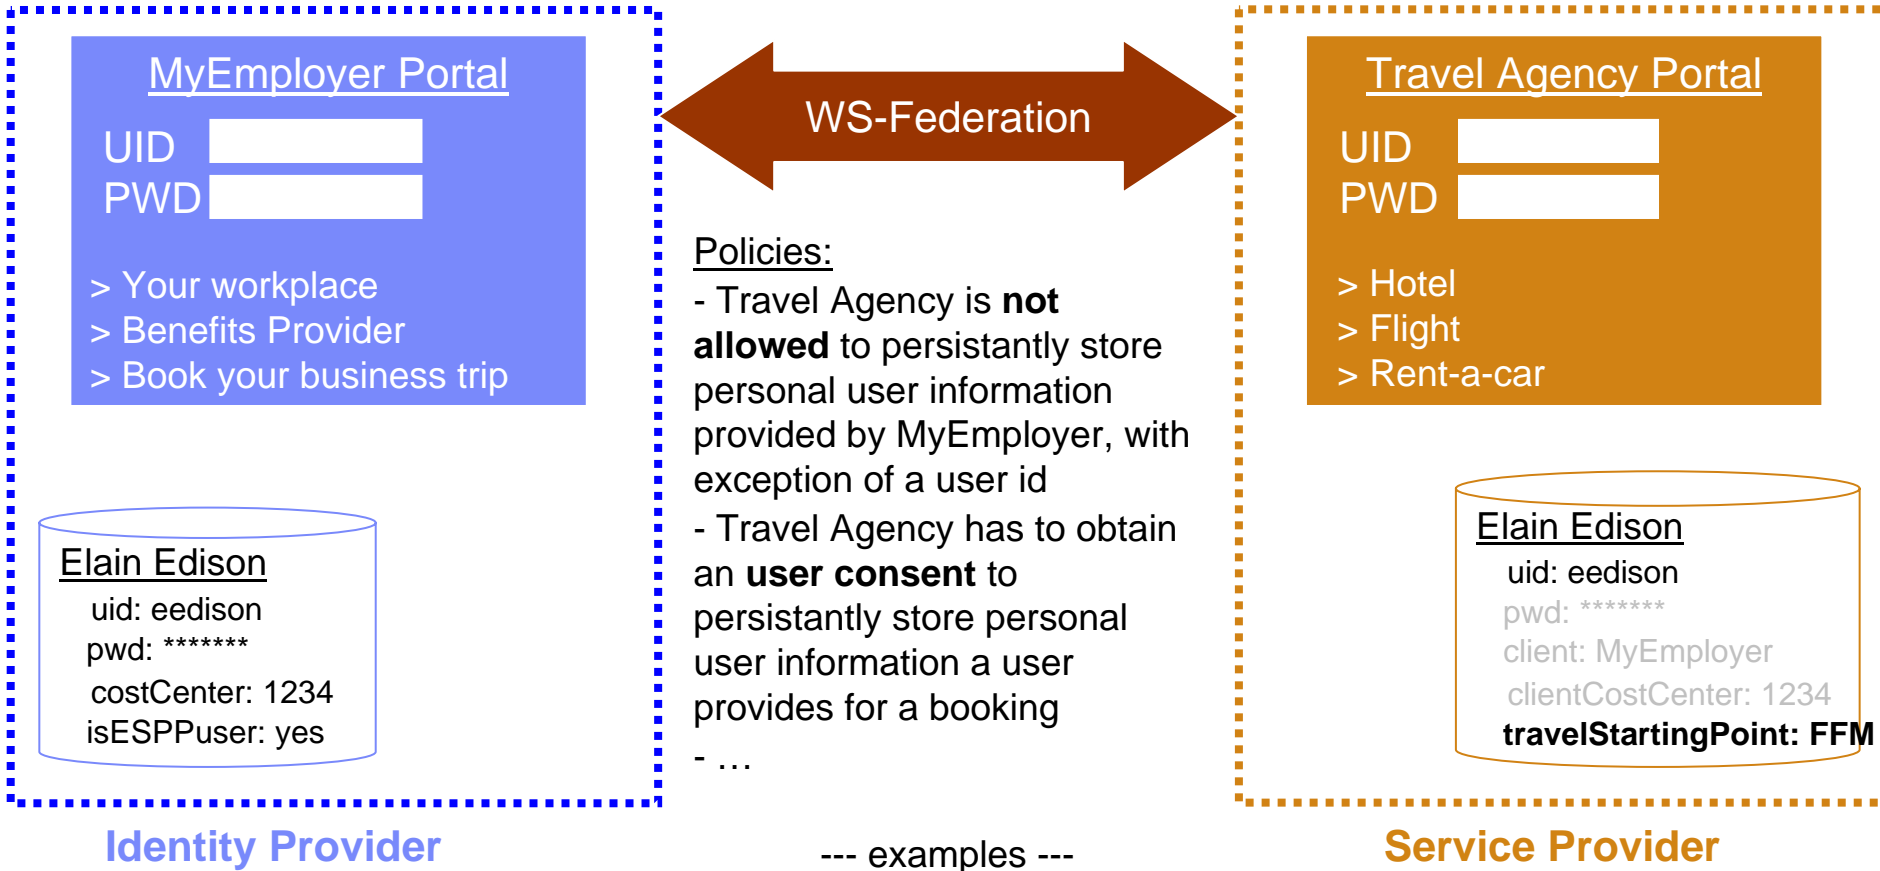 MyEmployer Portal
UID
PWD
> Your workplace
> Benefits Provider
> Book your business trip
Elain Edison
uid: eedison
pwd: *******
costCenter: 1234
isESPPuser: yes
Identity Provider
WS-Federation
Policies:
- Travel Agency is not
allowed to persistantly store
personal user information
provided by MyEmployer, with
exception of a user id
- Travel Agency has to obtain
an user consent to
persistantly store personal
user information a user
provides for a booking
- …
--- examples ---
Travel Agency Portal
UID
PWD
> Hotel
> Flight
> Rent-a-car
Elain Edison
uid: eedison
pwd: *******
client: MyEmployer
clientCostCenter: 1234
travelStartingPoint: FFM
Service Provider